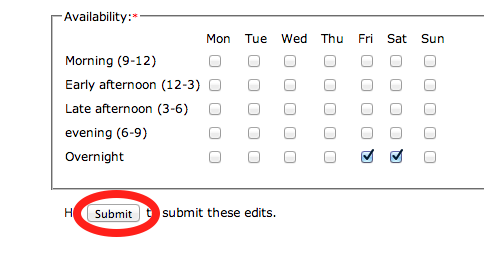 Availability:*
Mon Tue Wed Thu Fri Sat Sun
Morning (9-12)
Early afternoon (12-3)
Late afternoon (3-6)
evening (6-9)
Overnight
Submit submit these edits.